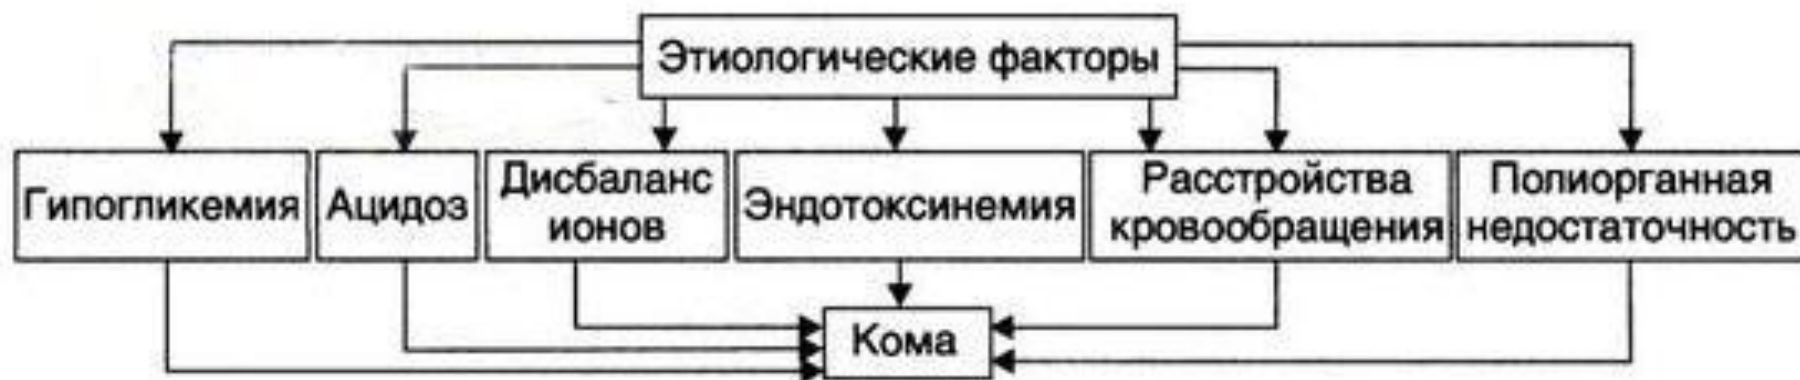 Этиологические факторы
Гипогликемия
Ацидоз
Дисбаланс
ионов
Эндотоксинемия
Расстройства
кровообращения
Полиорганная
недостаточность
Кома